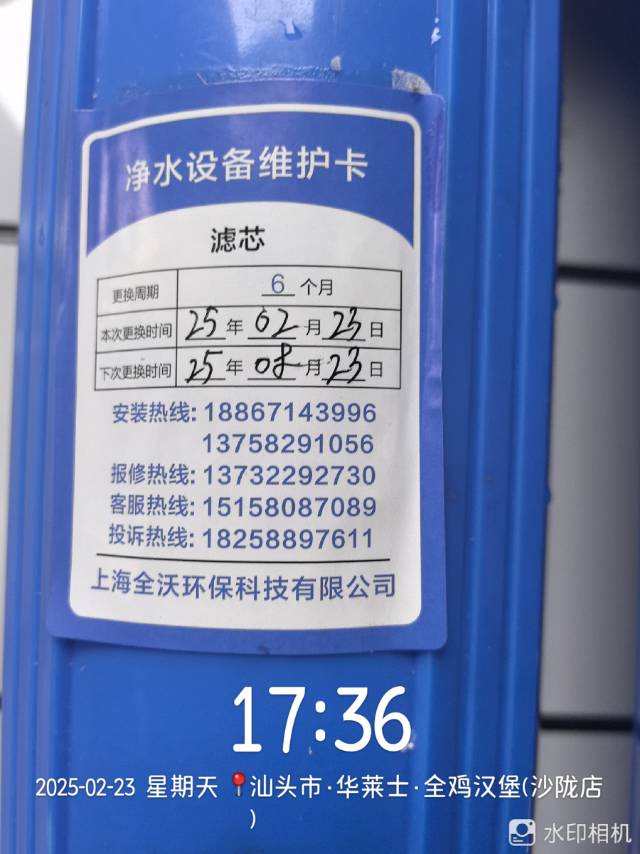 净水设备维护卡
滤芯
更换周期 6 个月
本次更换时间 25 年 02 月 23 日
下次更换时间 25 年 08 月 23 日
安装热线: 18867143996
13758291056
报修热线: 13732292730
客服热线: 15158087089
投诉热线: 18258897611
上海全沃环保科技有限公司
17:36
2025-02-23 星期天 📍汕头市·华莱士·全鸡汉堡(沙陇店
)
水印相机